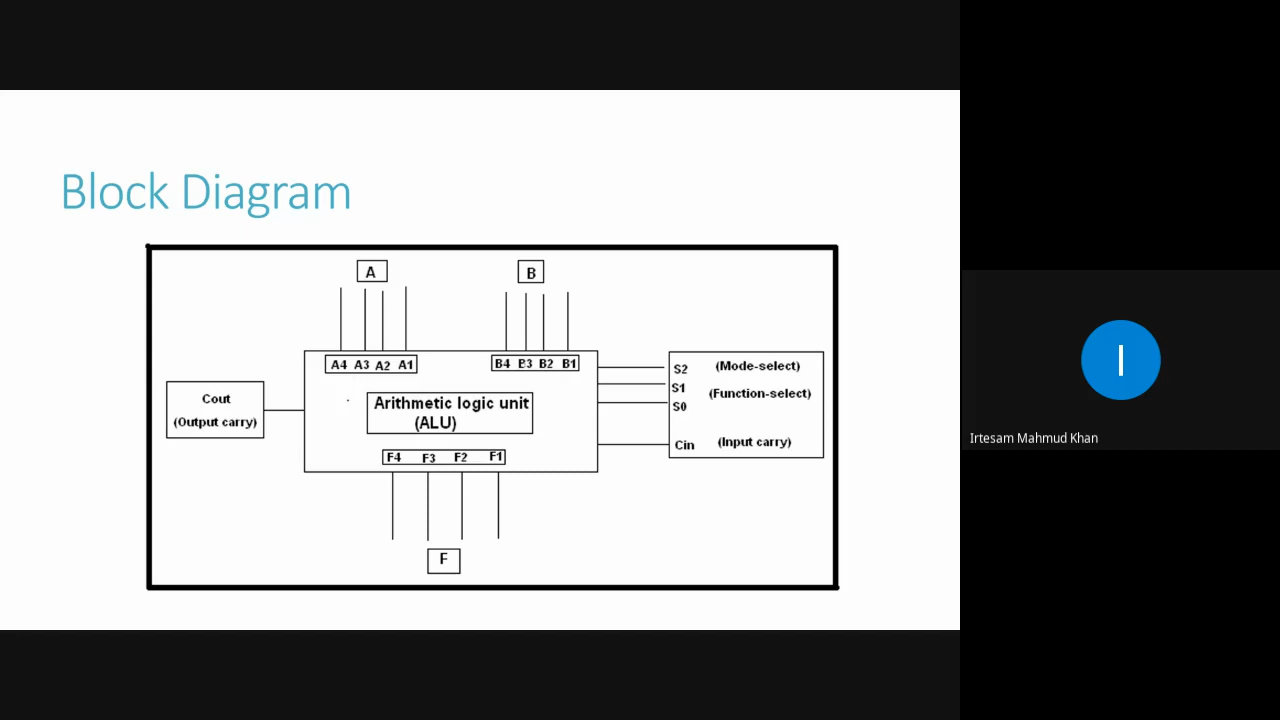 Block Diagram
A
B
A4 A3 A2 A1
B4 B3 B2 B1
S2 (Mode-select)
S1 (Function-select)
S0
Cin (Input carry)
Cout
(Output carry)
Arithmetic logic unit
(ALU)
F4 F3 F2 F1
F
I
Irtesam Mahmud Khan